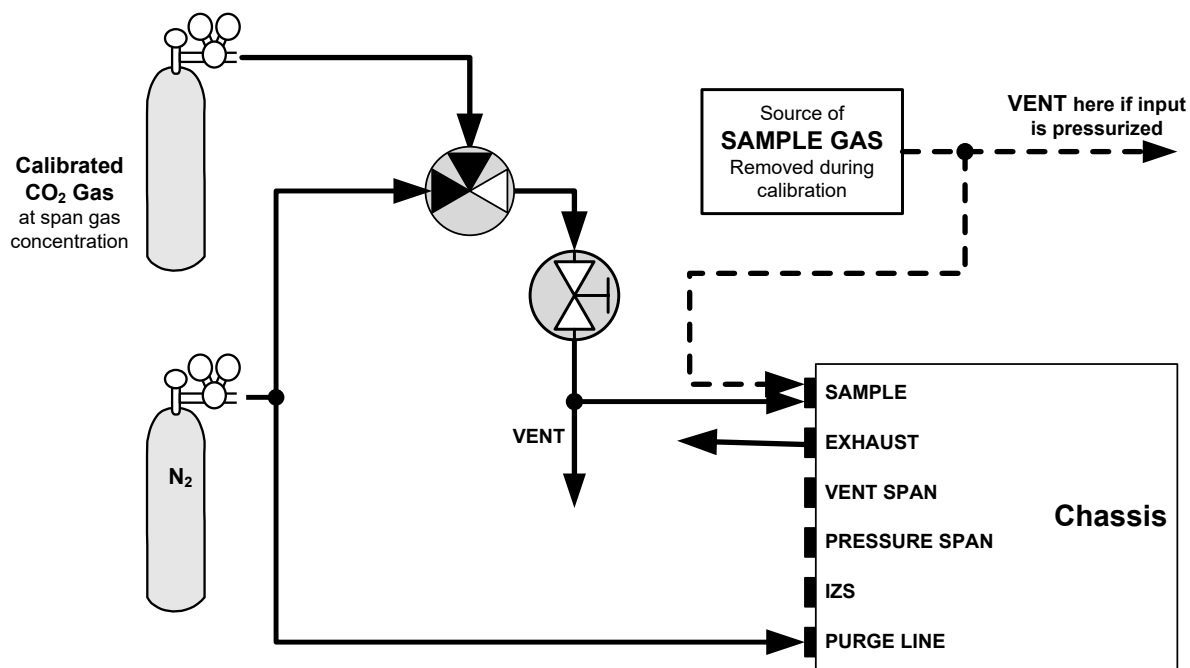 Calibrated
CO₂ Gas
at span gas
concentration
N₂
Source of
SAMPLE GAS
Removed during
calibration
VENT here if input
is pressurized
VENT
SAMPLE
EXHAUST
VENT SPAN
PRESSURE SPAN
IZS
PURGE LINE
Chassis